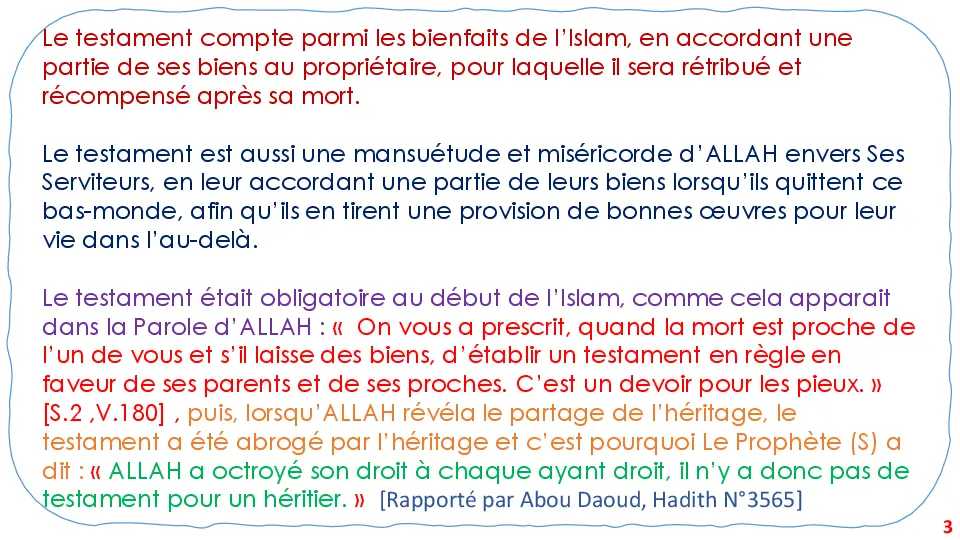 Le testament compte parmi les bienfaits de l’Islam, en accordant une
partie de ses biens au propriétaire, pour laquelle il sera rétribué et
récompensé après sa mort.
Le testament est aussi une mansuétude et miséricorde d’ALLAH envers Ses
Serviteurs, en leur accordant une partie de leurs biens lorsqu’ils quittent ce
bas-monde, afin qu’ils en tirent une provision de bonnes œuvres pour leur
vie dans l’au-delà.
Le testament était obligatoire au début de l’Islam, comme cela apparait
dans la Parole d’ALLAH : «  On vous a prescrit, quand la mort est proche de
l’un de vous et s’il laisse des biens, d’établir un testament en règle en
faveur de ses parents et de ses proches. C’est un devoir pour les pieux. »
[S.2 ,V.180] , puis, lorsqu’ALLAH révéla le partage de l’héritage, le
testament a été abrogé par l’héritage et c’est pourquoi Le Prophète (S) a
dit : « ALLAH a octroyé son droit à chaque ayant droit, il n’y a donc pas de
testament pour un héritier. »  [Rapporté par Abou Daoud, Hadith N°3565]
3